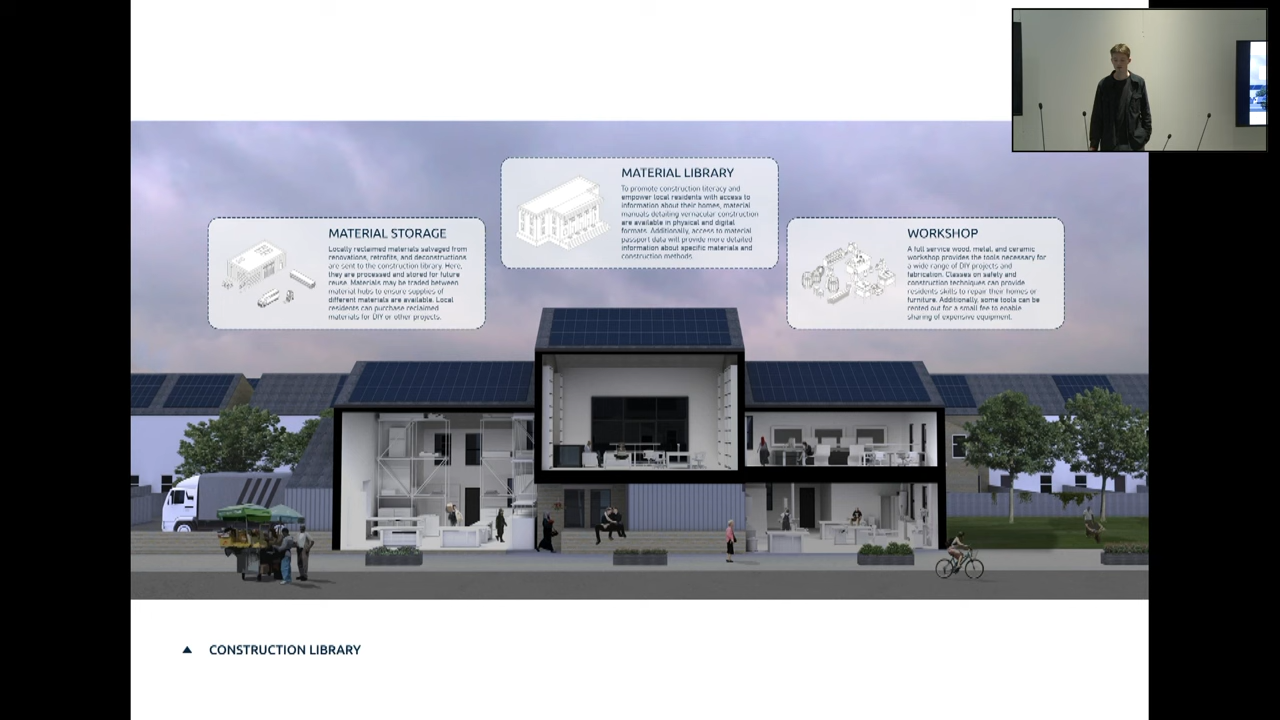 MATERIAL LIBRARY
To promote construction literacy and
empower local residents with access to
information about their homes, material
manuals detailing vernacular construction
are available in physical and digital
formats. Additionally, access to material
passport data will provide more detailed
information about specific materials and
construction methods.
MATERIAL STORAGE
Locally reclaimed materials salvaged from
renovations, retrofits, and deconstructions
are sent to the construction library. Here,
they are processed and stored for future
reuse. Materials may be traded between
material hubs to ensure supplies of
different materials are available. Local
residents can purchase reclaimed
materials for DIY or other projects.
WORKSHOP
A full service wood, metal, and ceramic
workshop provides the tools necessary for
a wide range of DIY projects and
fabrication. Classes on safety and
construction techniques can provide
residents skills to repair their homes or
furniture. Additionally, some tools can be
rented out for a small fee to enable
sharing of expensive equipment.
CONSTRUCTION LIBRARY